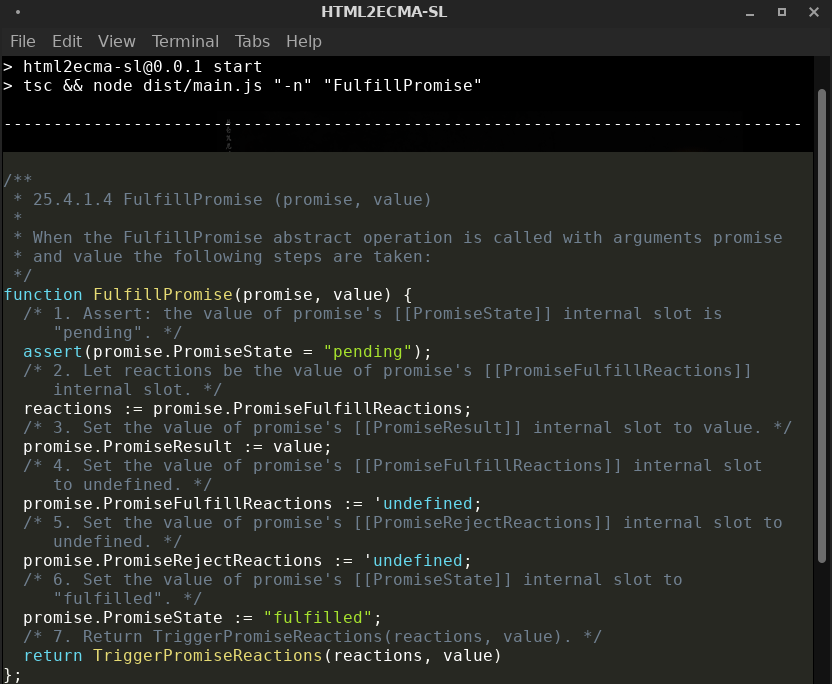 HTML2ECMA-SL
File Edit View Terminal Tabs Help
> html2ecma-sl@0.0.1 start
> tsc && node dist/main.js "-n" "FulfillPromise"
--------------------------------------------------------------------------------
/**
 * 25.4.1.4 FulfillPromise (promise, value)
 *
 * When the FulfillPromise abstract operation is called with arguments promise
 * and value the following steps are taken:
 */
function FulfillPromise(promise, value) {
  /* 1. Assert: the value of promise's [[PromiseState]] internal slot is
     "pending". */
  assert(promise.PromiseState = "pending");
  /* 2. Let reactions be the value of promise's [[PromiseFulfillReactions]]
     internal slot. */
  reactions := promise.PromiseFulfillReactions;
  /* 3. Set the value of promise's [[PromiseResult]] internal slot to value. */
  promise.PromiseResult := value;
  /* 4. Set the value of promise's [[PromiseFulfillReactions]] internal slot
     to undefined. */
  promise.PromiseFulfillReactions := 'undefined;
  /* 5. Set the value of promise's [[PromiseRejectReactions]] internal slot to
     undefined. */
  promise.PromiseRejectReactions := 'undefined;
  /* 6. Set the value of promise's [[PromiseState]] internal slot to
     "fulfilled". */
  promise.PromiseState := "fulfilled";
  /* 7. Return TriggerPromiseReactions(reactions, value). */
  return TriggerPromiseReactions(reactions, value)
};